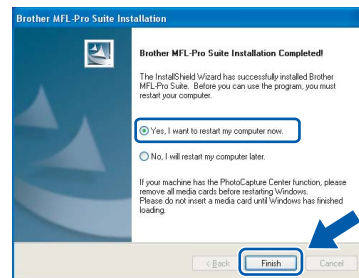 Brother MFL-Pro Suite Installation
Brother MFL-Pro Suite Installation Completed!
The InstallShield Wizard has successfully installed Brother
MFL-Pro Suite. Before you can use the program, you must
restart your computer.
Yes, I want to restart my computer now.
No, I will restart my computer later.
If your machine has the PhotoCapture Center function, please
remove all media cards before restarting Windows.
Please do not insert a media card until Windows has finished
loading.
< Back
Finish
Cancel